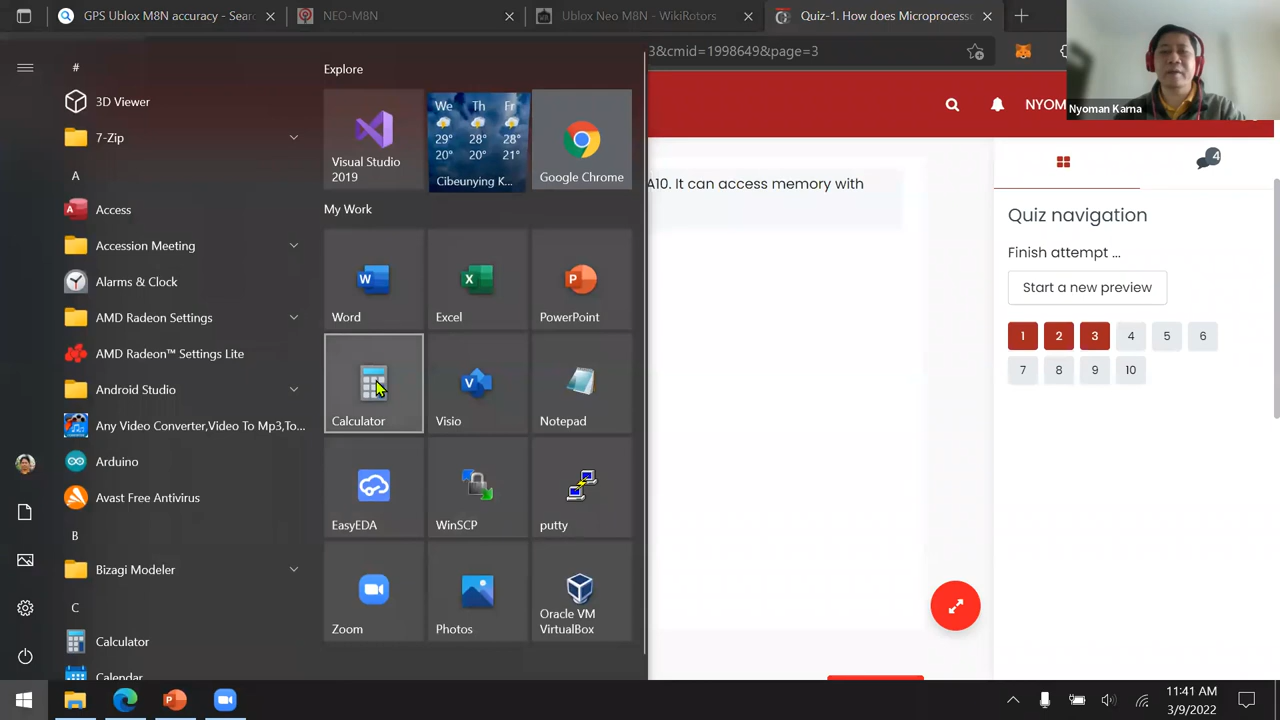 GPS Ublox M8N accuracy - Sear
NEO-M8N
Ublox Neo M8N - WikiRotors
Quiz-1. How does Microprocess
3&cmid=1998649&page=3
NYOM
Nyoman Karna
#
3D Viewer
7-Zip
A
Access
Accession Meeting
Alarms & Clock
AMD Radeon Settings
AMD Radeon™ Settings Lite
Android Studio
Any Video Converter,Video To Mp3,To...
Arduino
Avast Free Antivirus
B
Bizagi Modeler
C
Calculator
Calendar
Explore
Visual Studio
2019
We Th Fr
29° 28° 28°
20° 20° 21°
Cibeunying K...
Google Chrome
My Work
Word
Excel
PowerPoint
Calculator
Visio
Notepad
EasyEDA
WinSCP
putty
Zoom
Photos
Oracle VM
VirtualBox
A10. It can access memory with
4
Quiz navigation
Finish attempt ...
Start a new preview
1 2 3 4 5 6
7 8 9 10
11:41 AM
3/9/2022